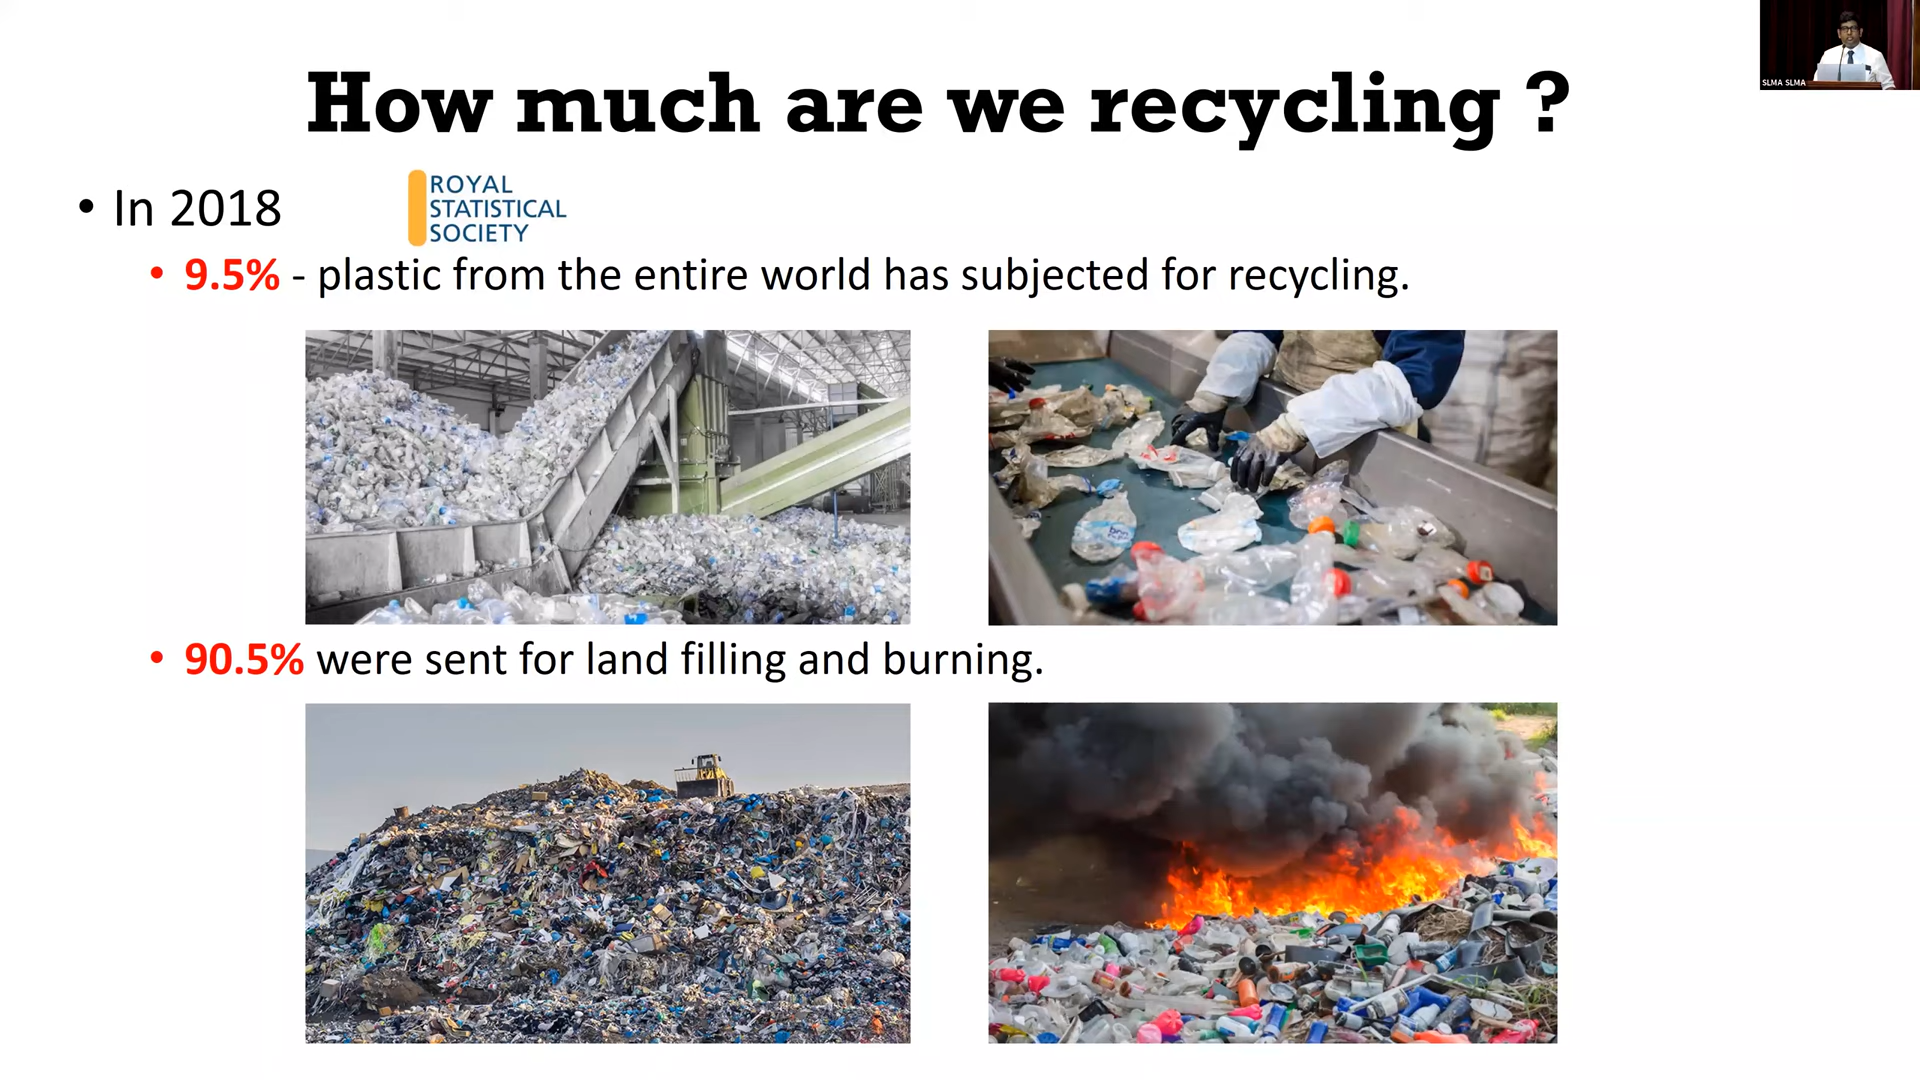 How much are we recycling ?
SLMA SLMA
• In 2018
ROYAL
STATISTICAL
SOCIETY
• 9.5% - plastic from the entire world has subjected for recycling.
• 90.5% were sent for land filling and burning.